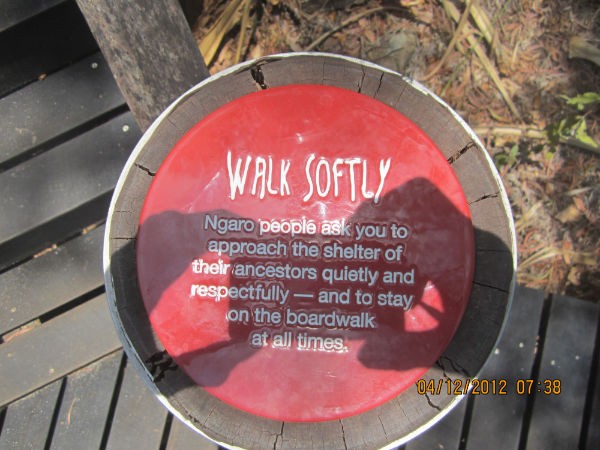 WALK SOFTLY
Ngaro people ask you to
approach the shelter of
their ancestors quietly and
respectfully — and to stay
on the boardwalk
at all times.
04/12/2012 07:38